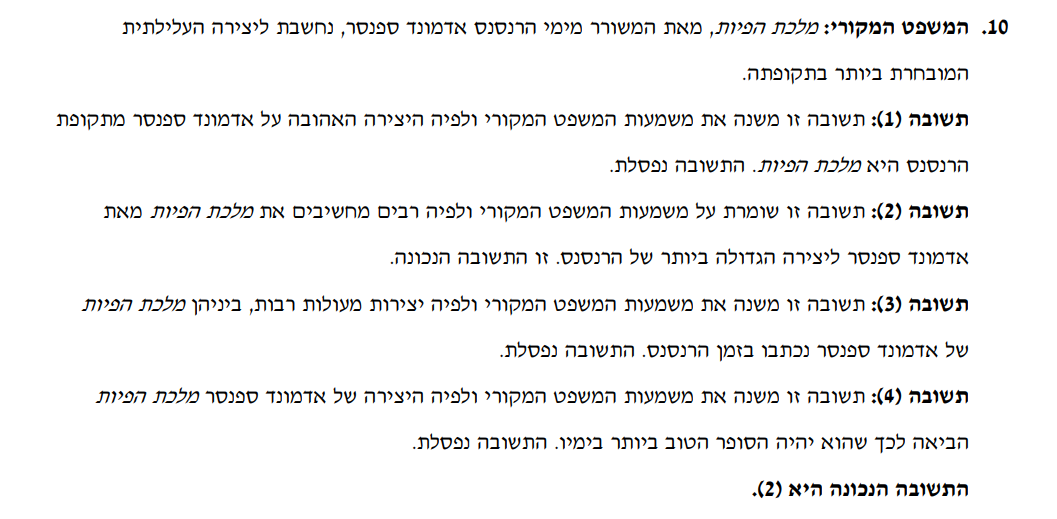 10. המשפט המקורי: מלכת הפיות, מאת המשורר מימי הרנסנס אדמונד ספנסר, נחשבת ליצירה העלילתית
המובחרת ביותר בתקופתה.
תשובה (1): תשובה זו משנה את משמעות המשפט המקורי ולפיה היצירה האהובה על אדמונד ספנסר מתקופת
הרנסנס היא מלכת הפיות. התשובה נפסלת.
תשובה (2): תשובה זו שומרת על משמעות המשפט המקורי ולפיה רבים מחשיבים את מלכת הפיות מאת
אדמונד ספנסר ליצירה הגדולה ביותר של הרנסנס. זו התשובה הנכונה.
תשובה (3): תשובה זו משנה את משמעות המשפט המקורי ולפיה יצירות מעולות רבות, ביניהן מלכת הפיות
של אדמונד ספנסר נכתבו בזמן הרנסנס. התשובה נפסלת.
תשובה (4): תשובה זו משנה את משמעות המשפט המקורי ולפיה היצירה של אדמונד ספנסר מלכת הפיות
הביאה לכך שהוא יהיה הסופר הטוב ביותר בימיו. התשובה נפסלת.
התשובה הנכונה היא (2).